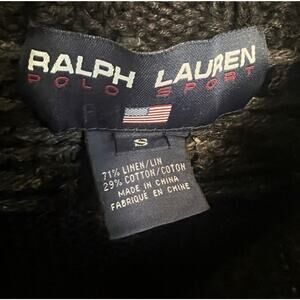 RALPH LAUREN
POLO SPORT
S
71% LINEN/LIN
29% COTTON/COTON
MADE IN CHINA
FABRIQUÉ EN CHINE